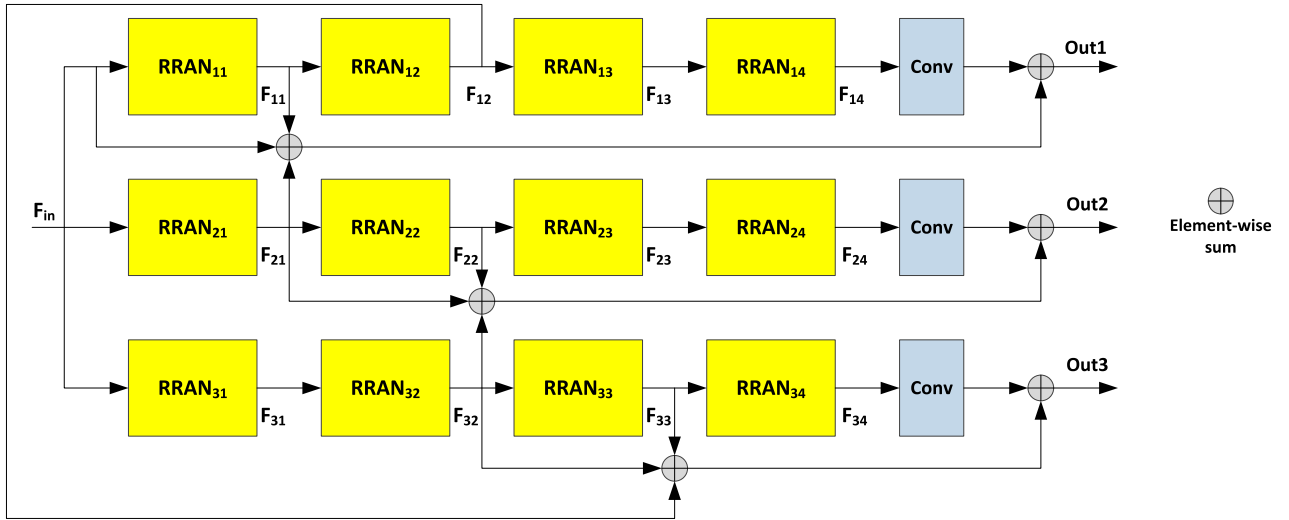 RRAN₁₁ RRAN₁₂ RRAN₁₃ RRAN₁₄ Conv Out1
F₁₁ F₁₂ F₁₃ F₁₄
Fᵢₙ RRAN₂₁ RRAN₂₂ RRAN₂₃ RRAN₂₄ Conv Out2
F₂₁ F₂₂ F₂₃ F₂₄
Element-wise
sum
RRAN₃₁ RRAN₃₂ RRAN₃₃ RRAN₃₄ Conv Out3
F₃₁ F₃₂ F₃₃ F₃₄